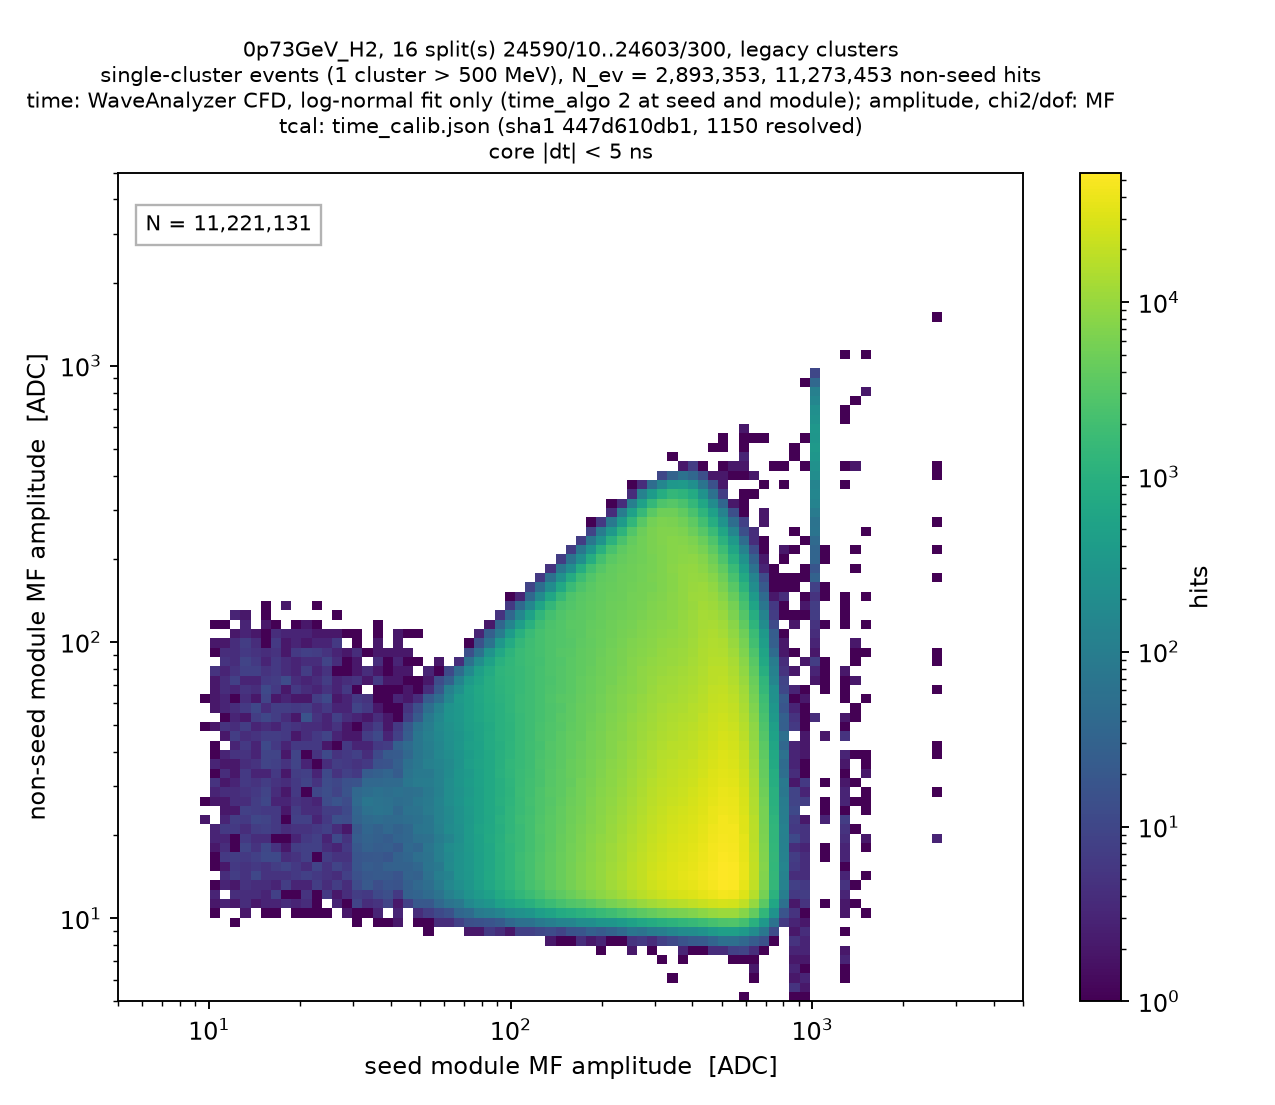 0p73GeV_H2, 16 split(s) 24590/10..24603/300, legacy clusters
single-cluster events (1 cluster > 500 MeV), N_ev = 2,893,353, 11,273,453 non-seed hits
time: WaveAnalyzer CFD, log-normal fit only (time_algo 2 at seed and module); amplitude, chi2/dof: MF
tcal: time_calib.json (sha1 447d610db1, 1150 resolved)
core |dt| < 5 ns
N = 11,221,131
non-seed module MF amplitude [ADC]
10³
10²
10¹
10¹
10²
10³
seed module MF amplitude [ADC]
10⁴
10³
10²
10¹
10⁰
hits